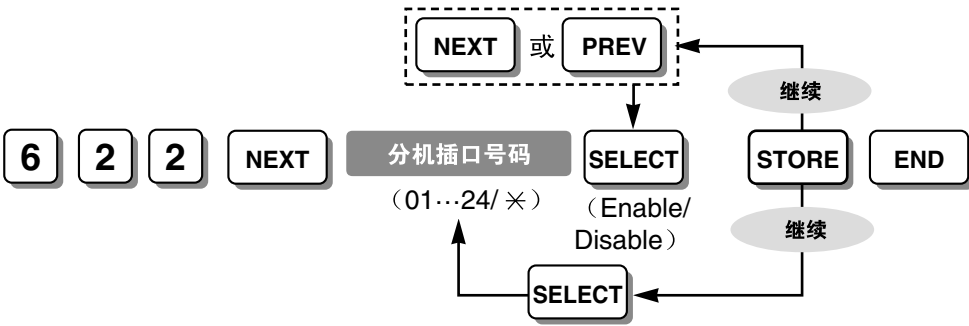 NEXT 或 PREV
继续
6 2 2 NEXT 分机插口号码 SELECT STORE END
（01…24/ ✳）
（Enable/
Disable）
继续
SELECT